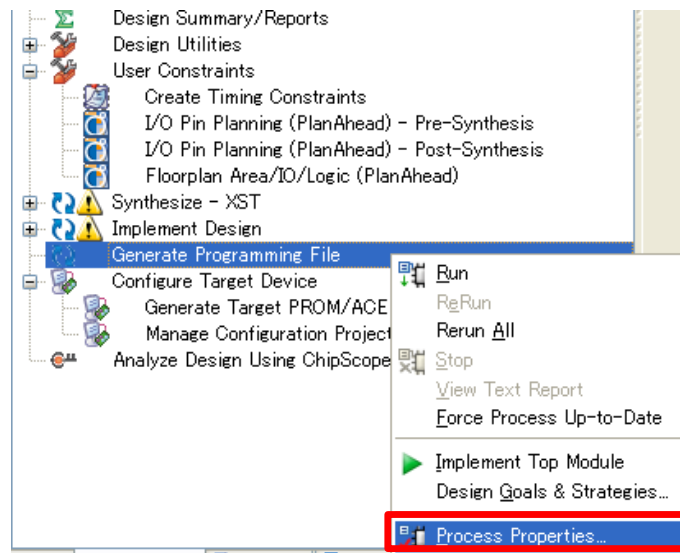 Design Summary/Reports
Design Utilities
User Constraints
Create Timing Constraints
I/O Pin Planning (PlanAhead) - Pre-Synthesis
I/O Pin Planning (PlanAhead) - Post-Synthesis
Floorplan Area/IO/Logic (PlanAhead)
Synthesize - XST
Implement Design
Generate Programming File
Configure Target Device
Generate Target PROM/ACE
Manage Configuration Project
Analyze Design Using ChipScope
Run
ReRun
Rerun All
Stop
View Text Report
Force Process Up-to-Date
Implement Top Module
Design Goals & Strategies...
Process Properties...